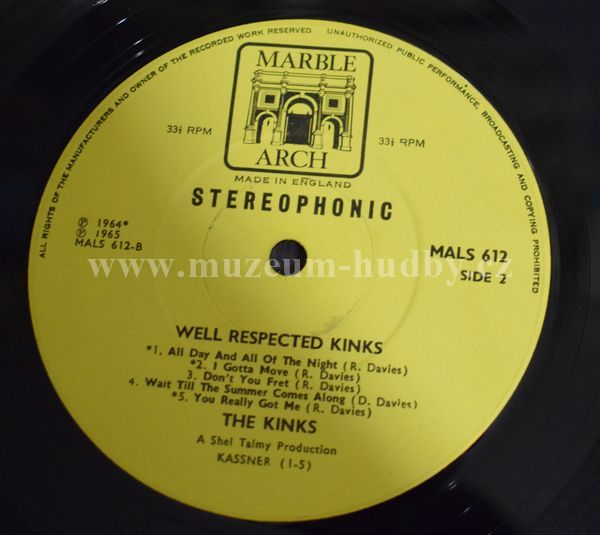 ALL RIGHTS OF THE MANUFACTURERS AND OWNER OF THE RECORDED WORK RESERVED
UNAUTHORIZED PUBLIC PERFORMANCE, BROADCASTING AND COPYING PROHIBITED
MARBLE
ARCH
33⅓ RPM
33⅓ RPM
MADE IN ENGLAND
STEREOPHONIC
℗ 1964*
℗ 1965
MALS 612-B
MALS 612
SIDE 2
www.muzeum-hudby.cz
WELL RESPECTED KINKS
*1. All Day And All Of The Night (R. Davies)
*2. I Gotta Move (R. Davies)
3. Don't You Fret (R. Davies)
4. Wait Till The Summer Comes Along (D. Davies)
*5. You Really Got Me (R. Davies)
THE KINKS
A Shel Talmy Production
KASSNER (1-5)